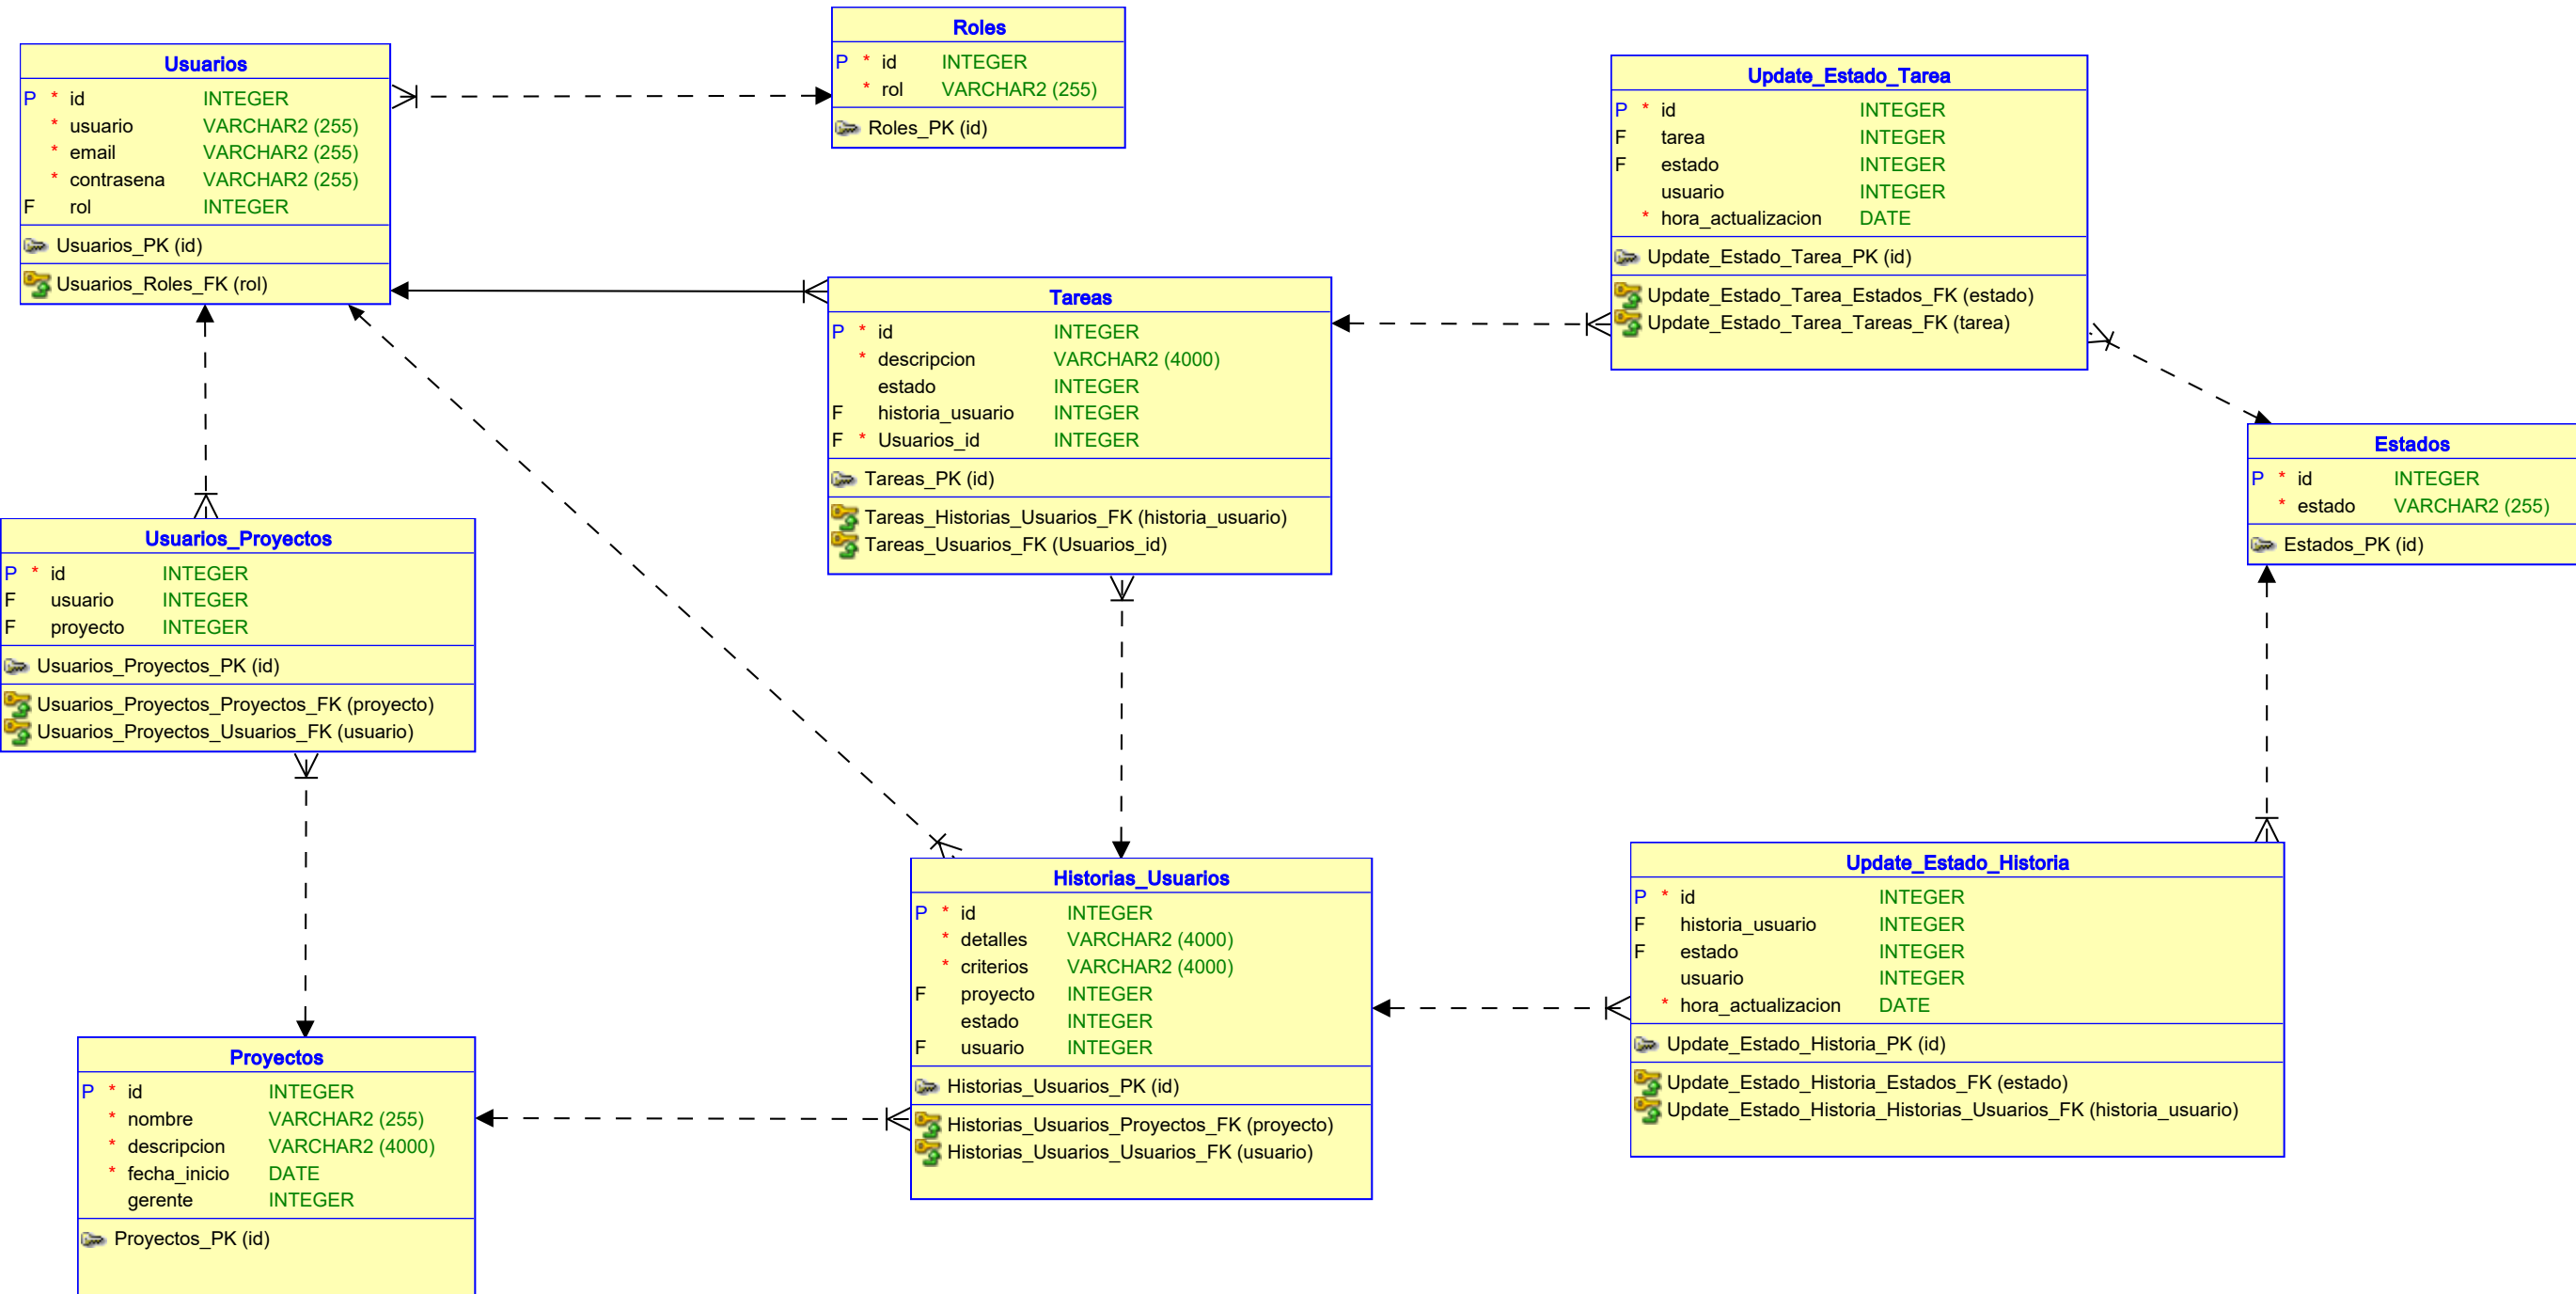 Usuarios
P * id INTEGER
* usuario VARCHAR2 (255)
* email VARCHAR2 (255)
* contrasena VARCHAR2 (255)
F rol INTEGER
Usuarios_PK (id)
Usuarios_Roles_FK (rol)
Roles
P * id INTEGER
* rol VARCHAR2 (255)
Roles_PK (id)
Update_Estado_Tarea
P * id INTEGER
F tarea INTEGER
F estado INTEGER
usuario INTEGER
* hora_actualizacion DATE
Update_Estado_Tarea_PK (id)
Update_Estado_Tarea_Estados_FK (estado)
Update_Estado_Tarea_Tareas_FK (tarea)
Tareas
P * id INTEGER
* descripcion VARCHAR2 (4000)
estado INTEGER
F historia_usuario INTEGER
F * Usuarios_id INTEGER
Tareas_PK (id)
Tareas_Historias_Usuarios_FK (historia_usuario)
Tareas_Usuarios_FK (Usuarios_id)
Estados
P * id INTEGER
* estado VARCHAR2 (255)
Estados_PK (id)
Usuarios_Proyectos
P * id INTEGER
F usuario INTEGER
F proyecto INTEGER
Usuarios_Proyectos_PK (id)
Usuarios_Proyectos_Proyectos_FK (proyecto)
Usuarios_Proyectos_Usuarios_FK (usuario)
Historias_Usuarios
P * id INTEGER
* detalles VARCHAR2 (4000)
* criterios VARCHAR2 (4000)
F proyecto INTEGER
estado INTEGER
F usuario INTEGER
Historias_Usuarios_PK (id)
Historias_Usuarios_Proyectos_FK (proyecto)
Historias_Usuarios_Usuarios_FK (usuario)
Update_Estado_Historia
P * id INTEGER
F historia_usuario INTEGER
F estado INTEGER
usuario INTEGER
* hora_actualizacion DATE
Update_Estado_Historia_PK (id)
Update_Estado_Historia_Estados_FK (estado)
Update_Estado_Historia_Historias_Usuarios_FK (historia_usuario)
Proyectos
P * id INTEGER
* nombre VARCHAR2 (255)
* descripcion VARCHAR2 (4000)
* fecha_inicio DATE
gerente INTEGER
Proyectos_PK (id)